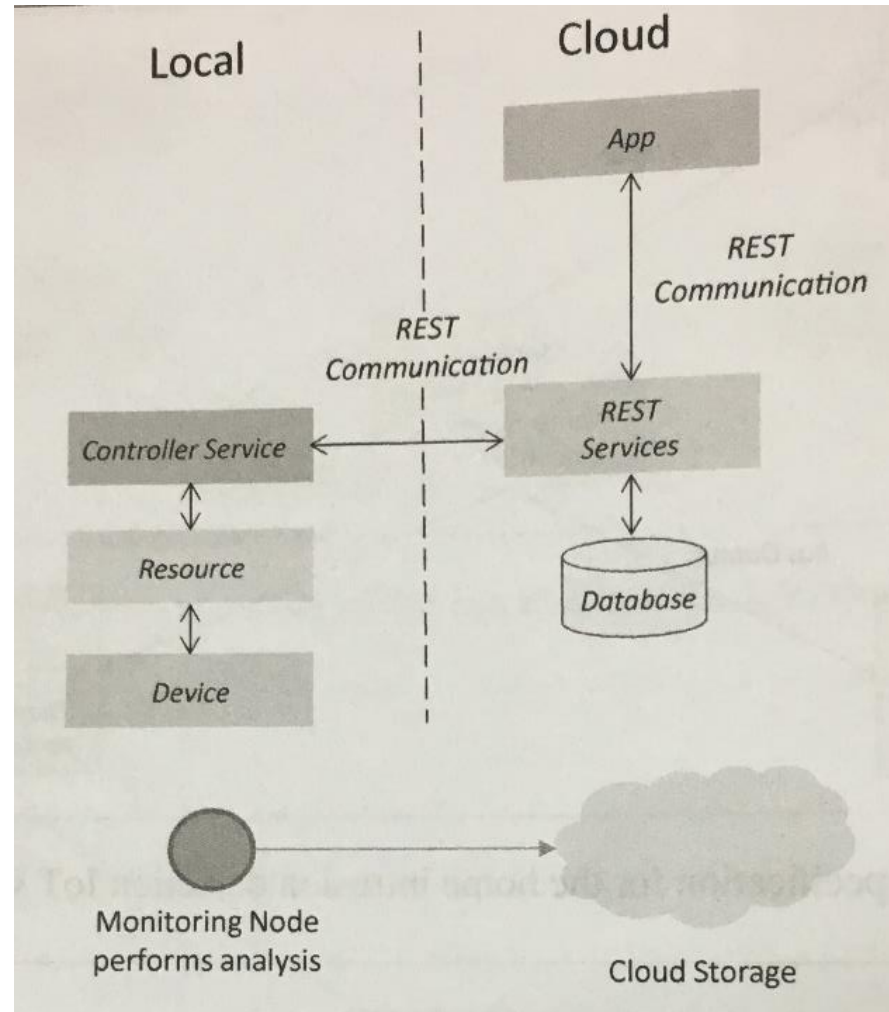 Local
Cloud
App
REST
Communication
REST
Communication
Controller Service
REST
Services
Resource
Database
Device
Monitoring Node
performs analysis
Cloud Storage